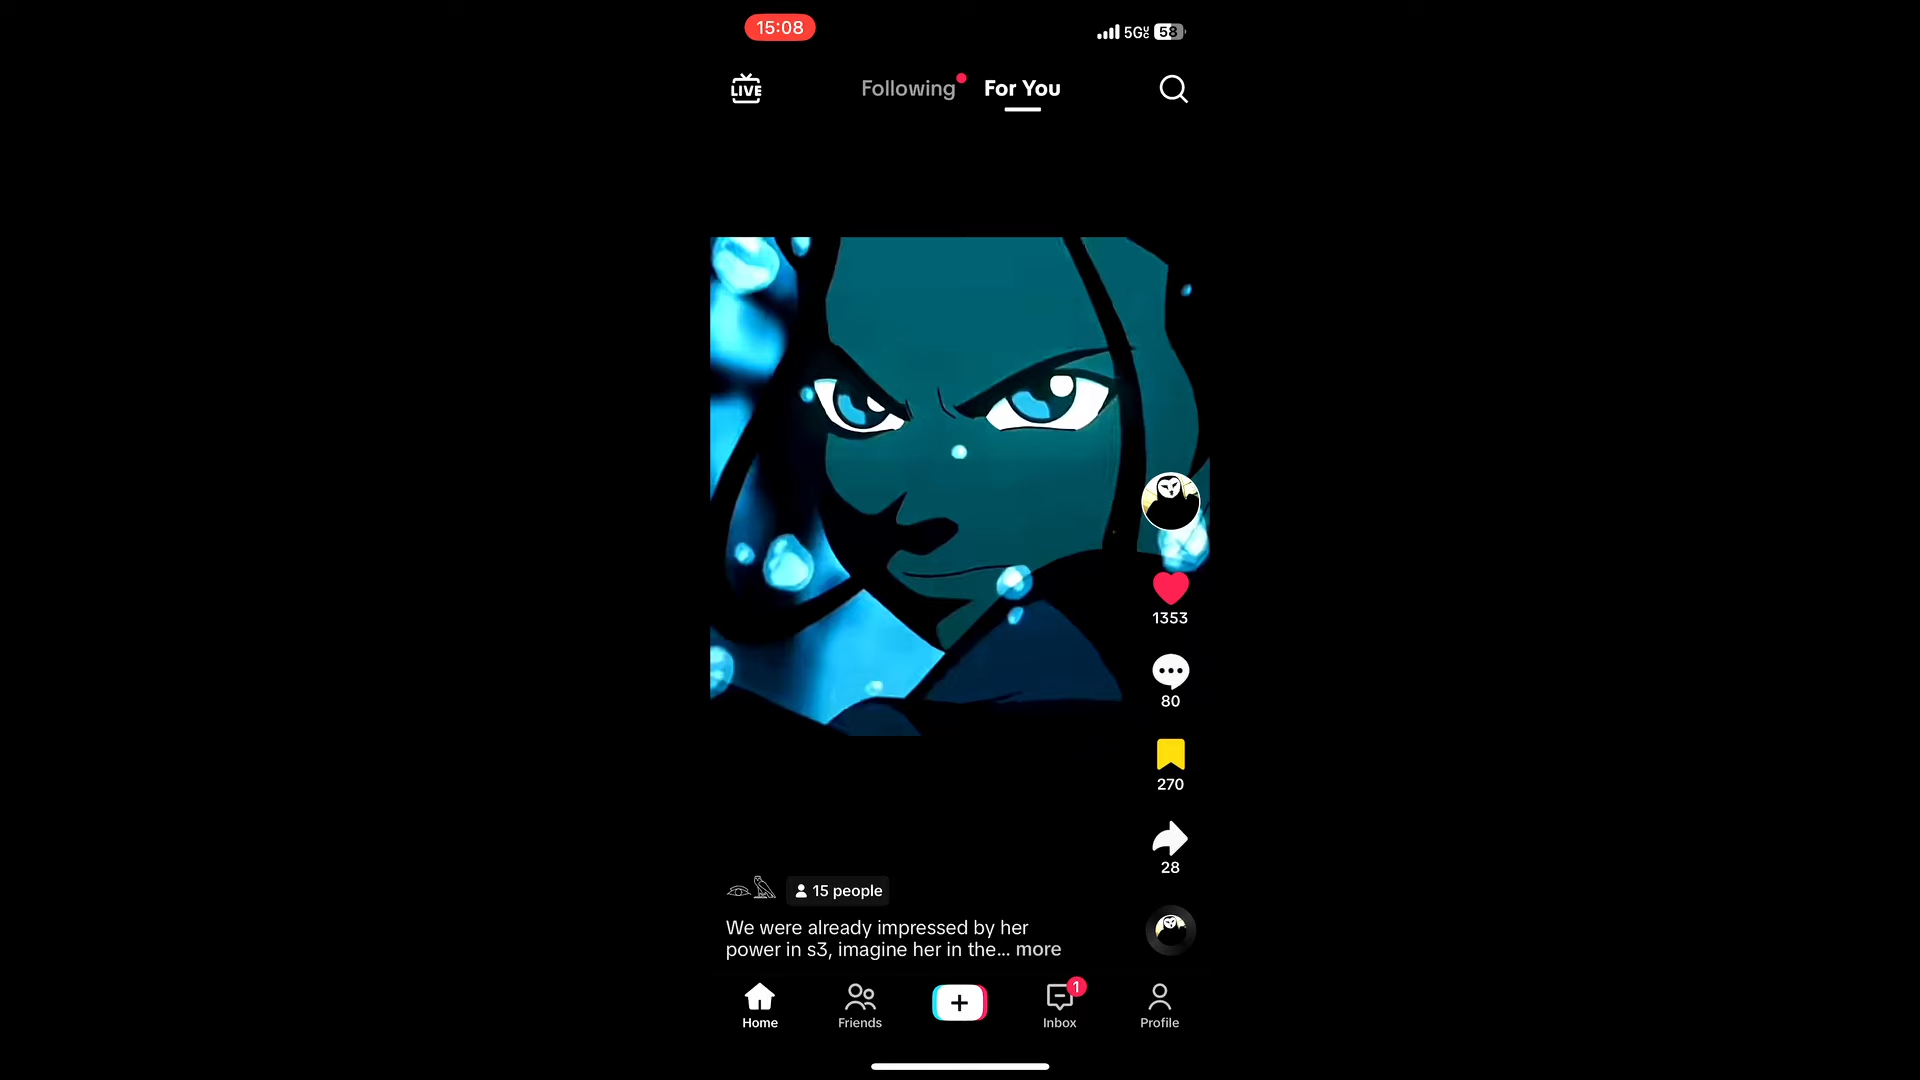 15:08
5G
58
LIVE
Following
For You
1353
80
270
28
15 people
We were already impressed by her
power in s3, imagine her in the... more
Home
Friends
Inbox
1
Profile